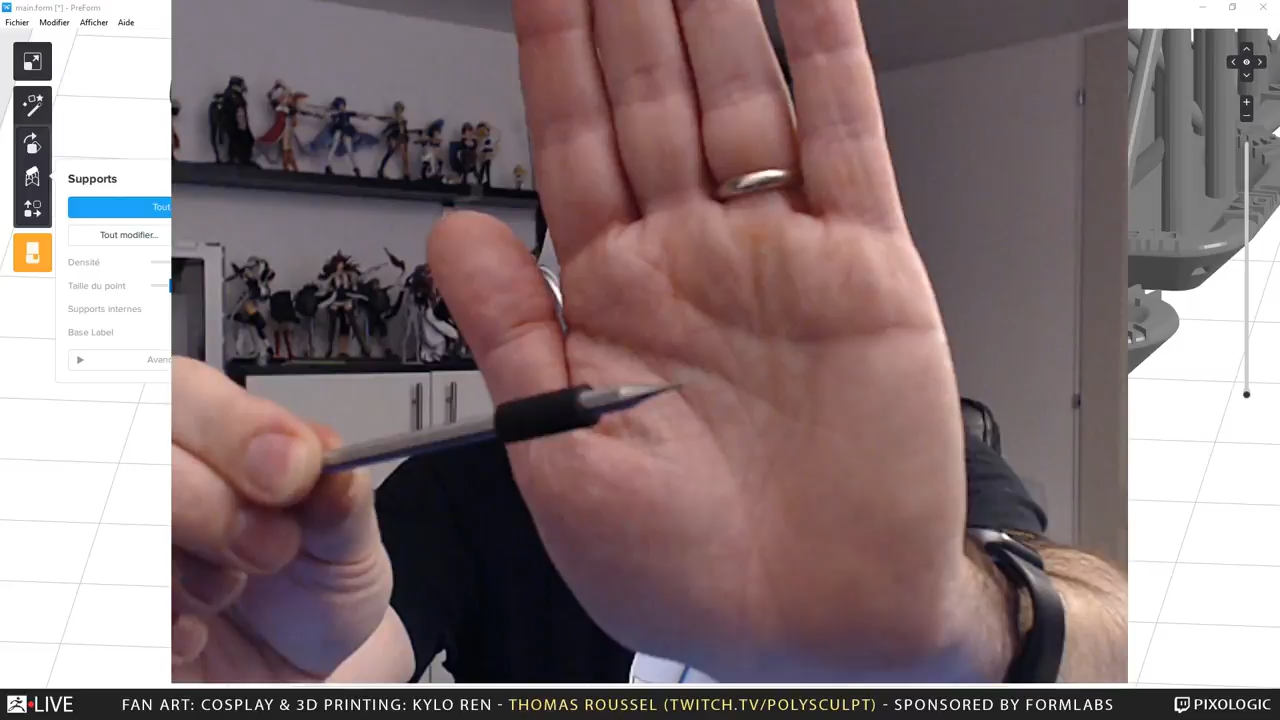 main.form [*] - PreForm
Fichier Modifier Afficher Aide
Supports
Tout
Tout modifier...
Densité
Taille du point
Supports internes
Base Label
LIVE FAN ART: COSPLAY & 3D PRINTING: KYLO REN - THOMAS ROUSSEL (TWITCH.TV/POLYSCULPT) - SPONSORED BY FORMLABS PIXOLOGIC